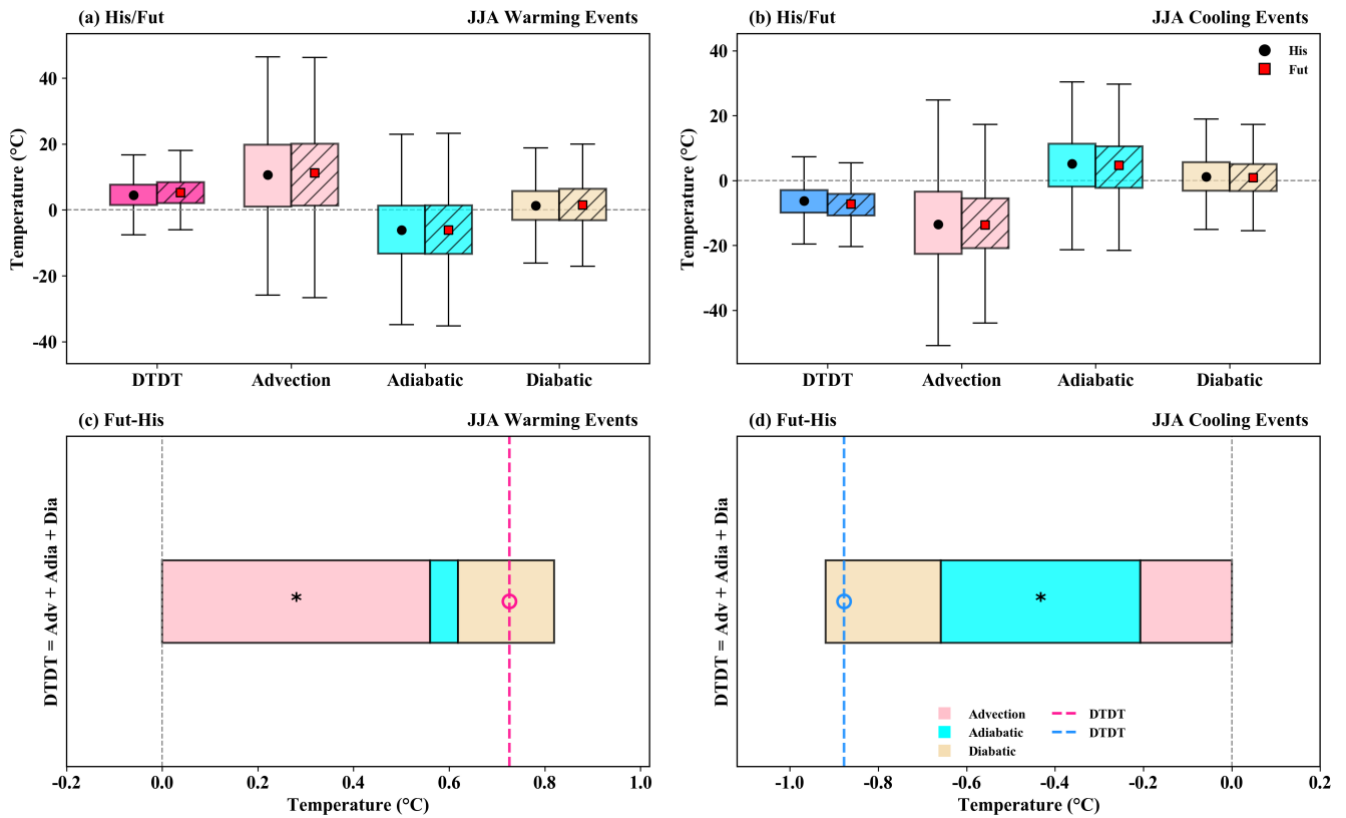 (a) His/Fut JJA Warming Events
40
20
0
-20
-40
Temperature (°C)
DTDT Advection Adiabatic Diabatic
(b) His/Fut JJA Cooling Events
His
Fut
40
20
0
-20
-40
Temperature (°C)
DTDT Advection Adiabatic Diabatic
(c) Fut-His JJA Warming Events
DTDT = Adv + Adia + Dia
*
-0.2 0.0 0.2 0.4 0.6 0.8 1.0
Temperature (°C)
(d) Fut-His JJA Cooling Events
DTDT = Adv + Adia + Dia
*
Advection DTDT
Adiabatic DTDT
Diabatic
-1.0 -0.8 -0.6 -0.4 -0.2 0.0 0.2
Temperature (°C)